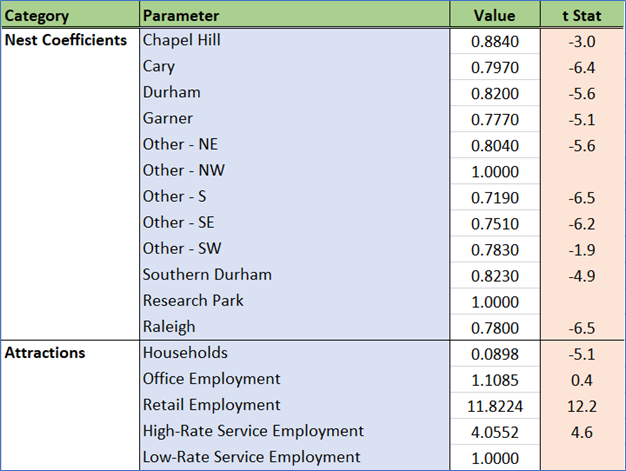 Category Parameter Value t Stat
Nest Coefficients Chapel Hill 0.8840 -3.0
Cary 0.7970 -6.4
Durham 0.8200 -5.6
Garner 0.7770 -5.1
Other - NE 0.8040 -5.6
Other - NW 1.0000
Other - S 0.7190 -6.5
Other - SE 0.7510 -6.2
Other - SW 0.7830 -1.9
Southern Durham 0.8230 -4.9
Research Park 1.0000
Raleigh 0.7800 -6.5
Attractions Households 0.0898 -5.1
Office Employment 1.1085 0.4
Retail Employment 11.8224 12.2
High-Rate Service Employment 4.0552 4.6
Low-Rate Service Employment 1.0000